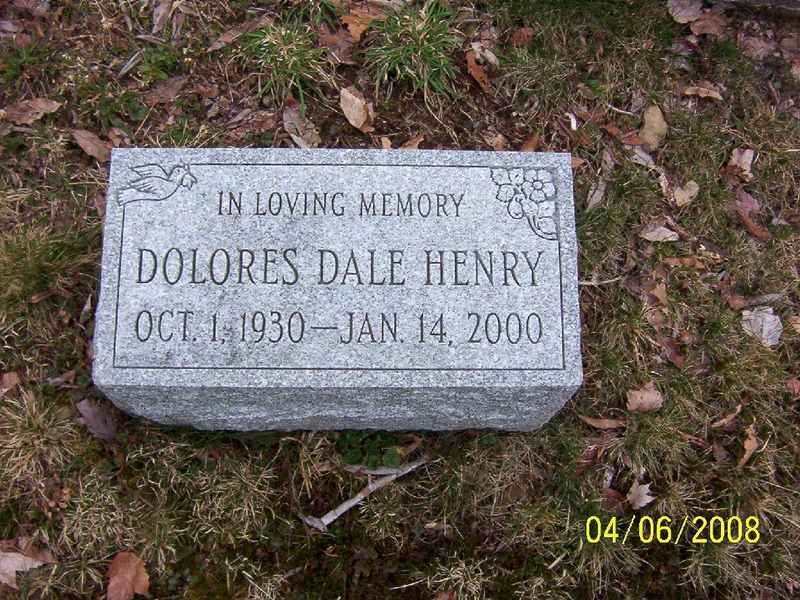 IN LOVING MEMORY
DOLORES DALE HENRY
OCT. 1, 1930—JAN. 14, 2000
04/06/2008